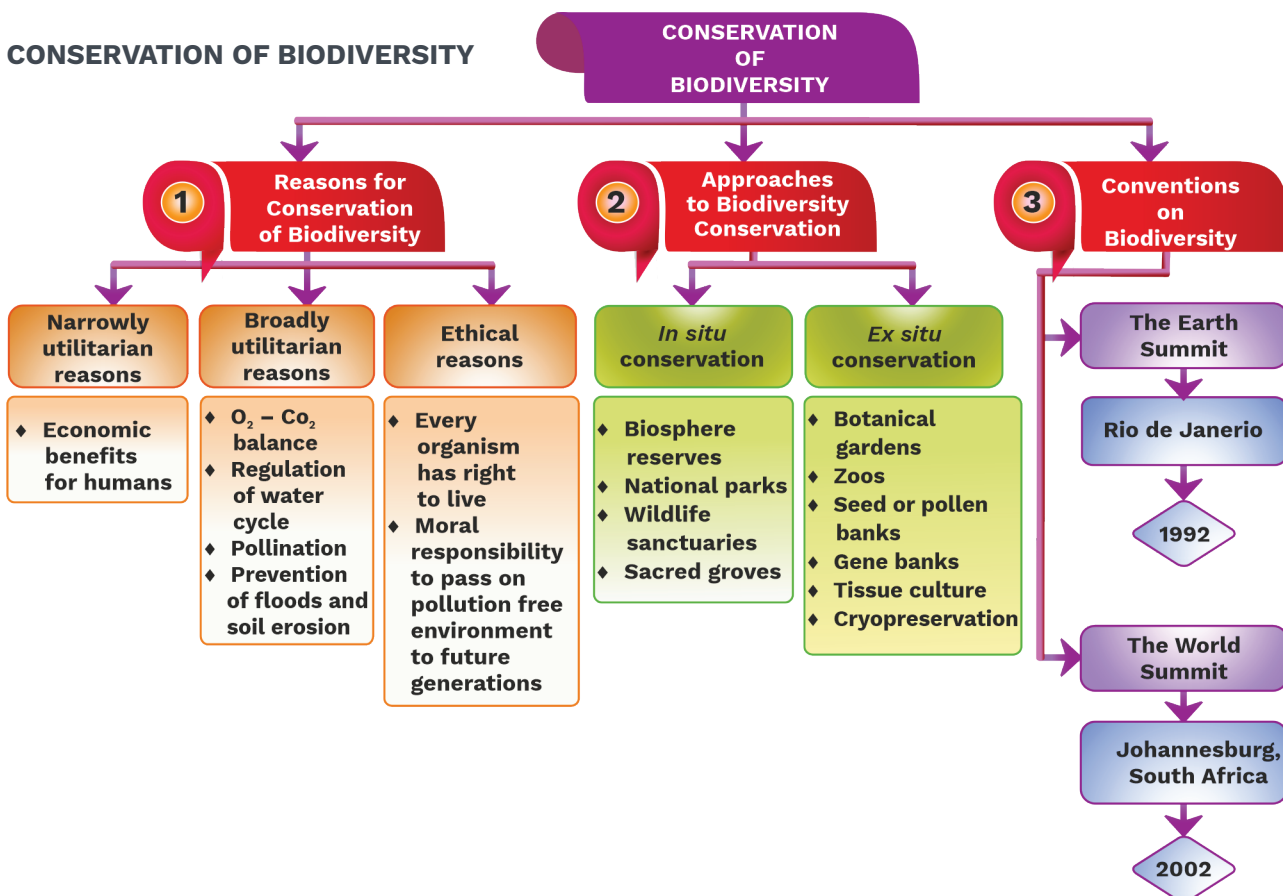 CONSERVATION OF BIODIVERSITY
CONSERVATION
OF
BIODIVERSITY
1
Reasons for
Conservation
of Biodiversity
2
Approaches
to Biodiversity
Conservation
3
Conventions
on
Biodiversity
Narrowly
utilitarian
reasons
♦ Economic
benefits
for humans
Broadly
utilitarian
reasons
♦ O₂ – Co₂
balance
♦ Regulation
of water
cycle
♦ Pollination
♦ Prevention
of floods and
soil erosion
Ethical
reasons
♦ Every
organism
has right
to live
♦ Moral
responsibility
to pass on
pollution free
environment
to future
generations
In situ
conservation
♦ Biosphere
reserves
♦ National parks
♦ Wildlife
sanctuaries
♦ Sacred groves
Ex situ
conservation
♦ Botanical
gardens
♦ Zoos
♦ Seed or pollen
banks
♦ Gene banks
♦ Tissue culture
♦ Cryopreservation
The Earth
Summit
Rio de Janerio
1992
The World
Summit
Johannesburg,
South Africa
2002